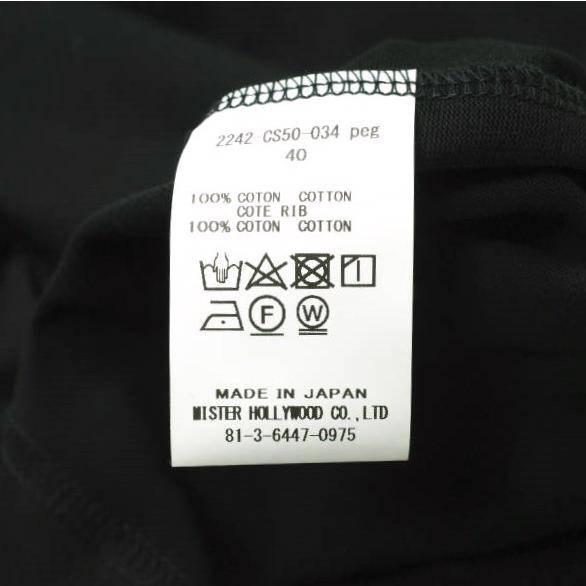 2242-CS50-034 peg
40
100% COTON COTTON
COTE RIB
100% COTON COTTON
F W
MADE IN JAPAN
MISTER HOLLYWOOD CO.,LTD
81-3-6447-0975